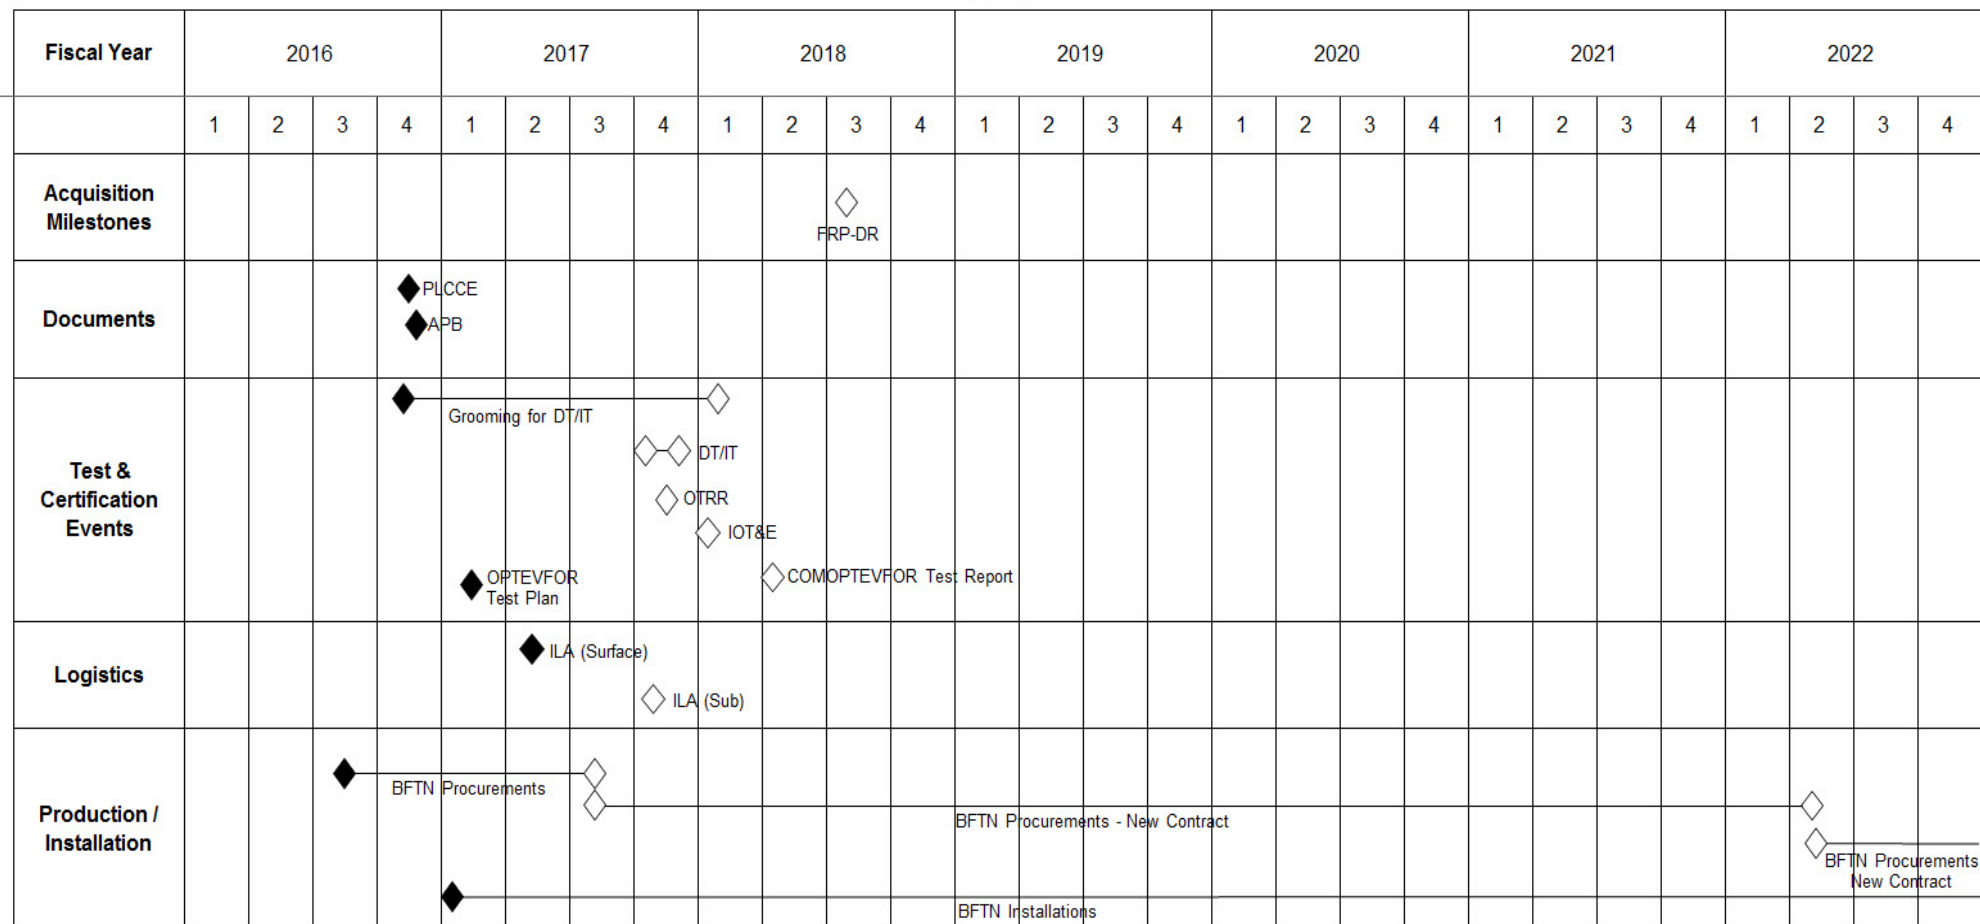 Fiscal Year 2016 2017 2018 2019 2020 2021 2022
1 2 3 4 1 2 3 4 1 2 3 4 1 2 3 4 1 2 3 4 1 2 3 4 1 2 3 4
Acquisition
Milestones
FRP-DR
Documents
PLCCE
APB
Test &
Certification
Events
Grooming for DT/IT
DT/IT
OTRR
IOT&E
OPTEVFOR
Test Plan
COMOPTEVFOR Test Report
Logistics
ILA (Surface)
ILA (Sub)
Production /
Installation
BFTN Procurements
BFTN Procurements - New Contract
BFTN Procurements
New Contract
BFTN Installations